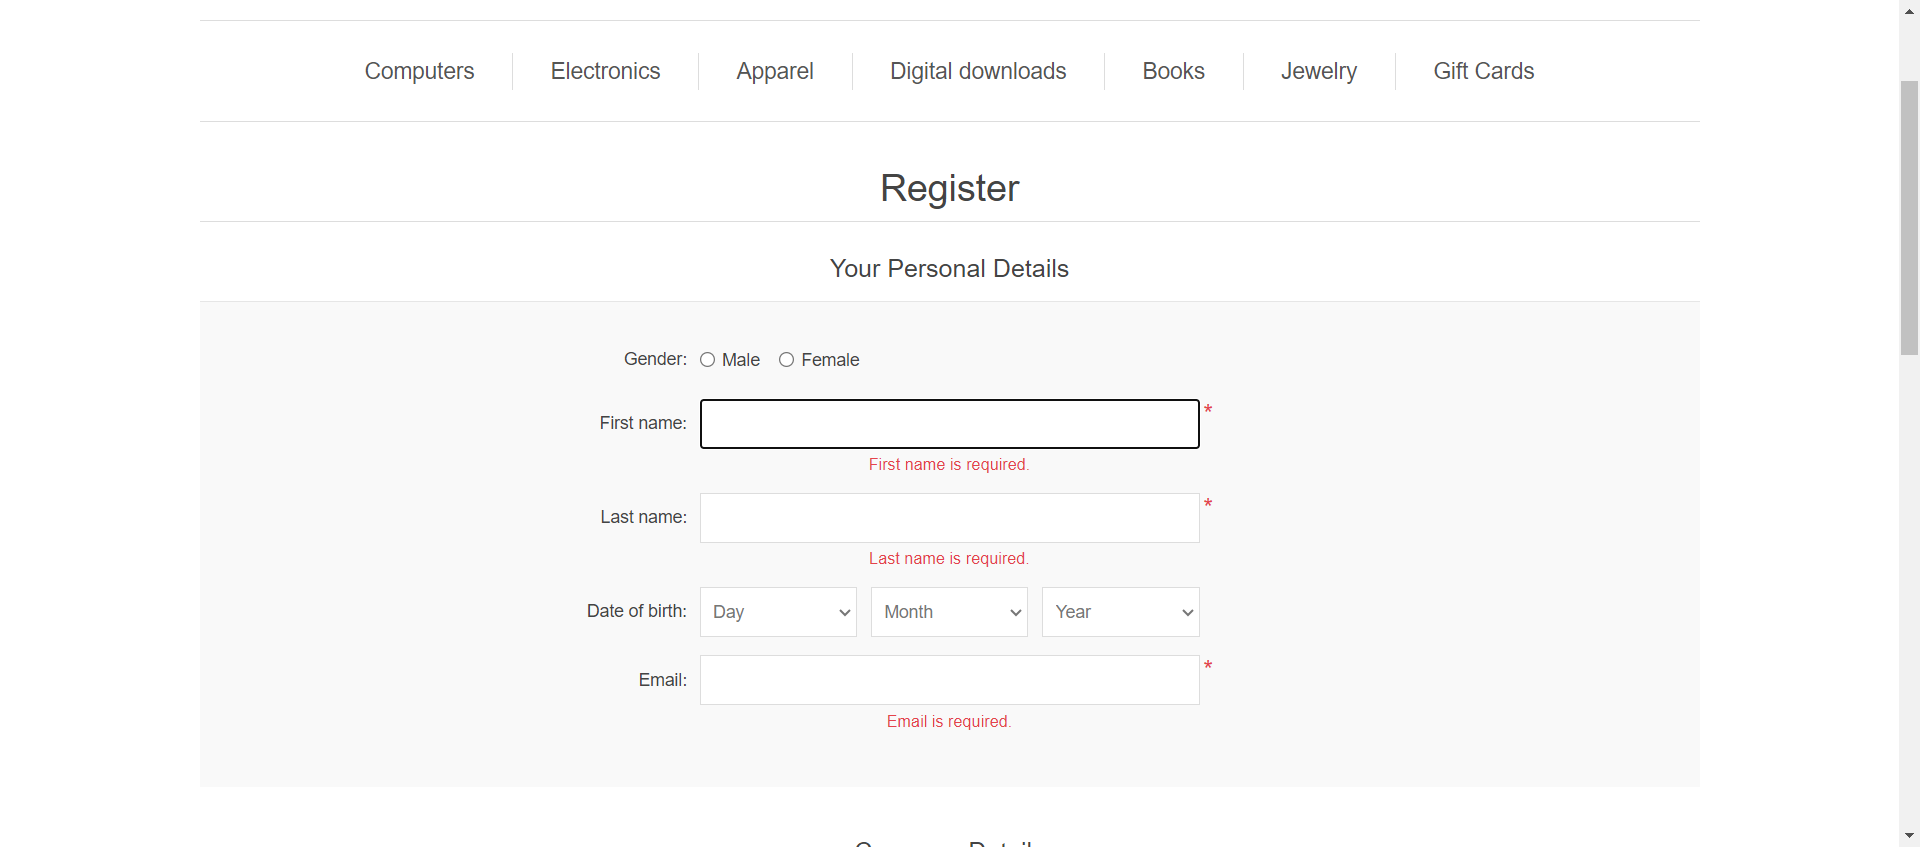 Computers Electronics Apparel Digital downloads Books Jewelry Gift Cards
Register
Your Personal Details
Gender: Male Female
First name: *
First name is required.
Last name: *
Last name is required.
Date of birth: Day Month Year
Email: *
Email is required.